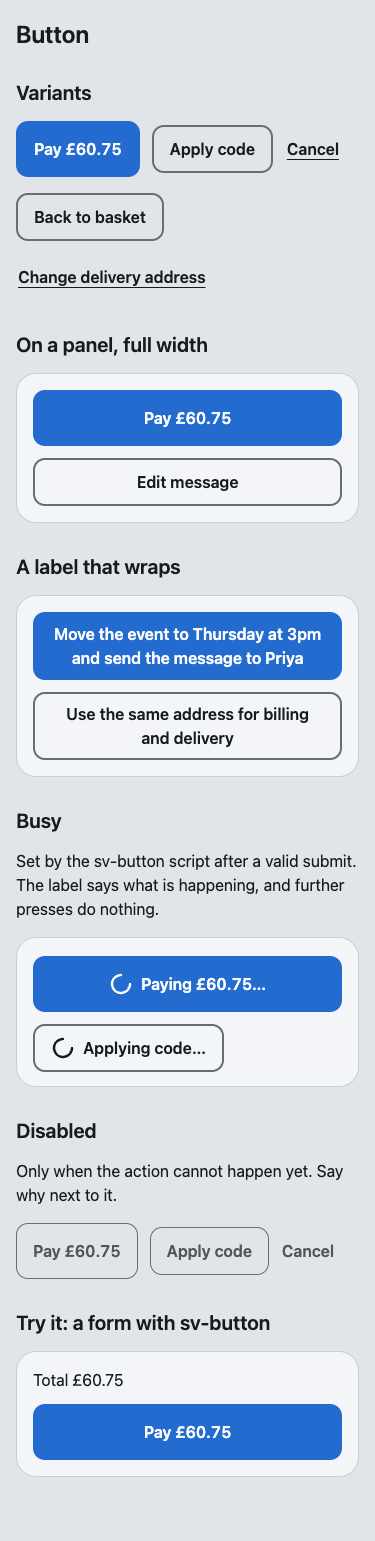 Button
Variants
Pay £60.75
Apply code
Cancel
Back to basket
Change delivery address
On a panel, full width
Pay £60.75
Edit message
A label that wraps
Move the event to Thursday at 3pm
and send the message to Priya
Use the same address for billing
and delivery
Busy
Set by the sv-button script after a valid submit.
The label says what is happening, and further
presses do nothing.
Paying £60.75...
Applying code...
Disabled
Only when the action cannot happen yet. Say
why next to it.
Pay £60.75
Apply code
Cancel
Try it: a form with sv-button
Total £60.75
Pay £60.75